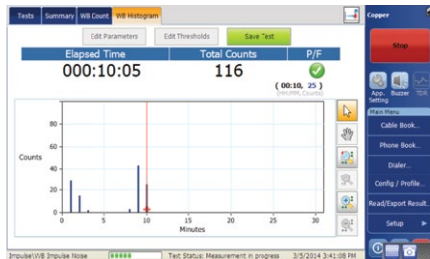 Tests Summary WB Count WB Histogram
Edit Parameters Edit Thresholds Save Test
Elapsed Time Total Counts P/F
000:10:05 116
( 00:10, 25 )
(HH:MM, Counts)
80
60
Counts
40
20
0
0 5 10 15 20 25 30
Minutes
Impulse\WB Impulse Noise Test Status: Measurement in progress 3/5/2014 3:41:08 PM
Copper
Stop
App. Setting Buzzer TDR
Main Menu
Cable Book...
Phone Book...
Dialer...
Config / Profile...
Read/Export Result..
Setup